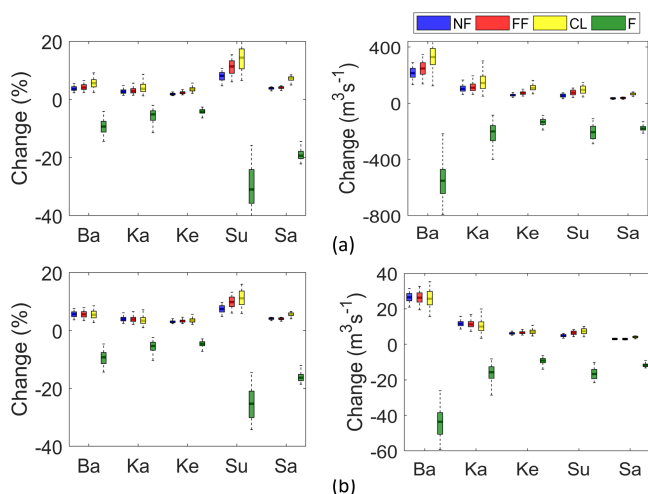 NF FF CL F
Change (%)
20
0
-20
-40
Ba Ka Ke Su Sa
Change (m³s⁻¹)
400
0
-400
-800
Ba Ka Ke Su Sa
(a)
Change (%)
20
0
-20
-40
Ba Ka Ke Su Sa
Change (m³s⁻¹)
40
20
0
-20
-40
-60
Ba Ka Ke Su Sa
(b)